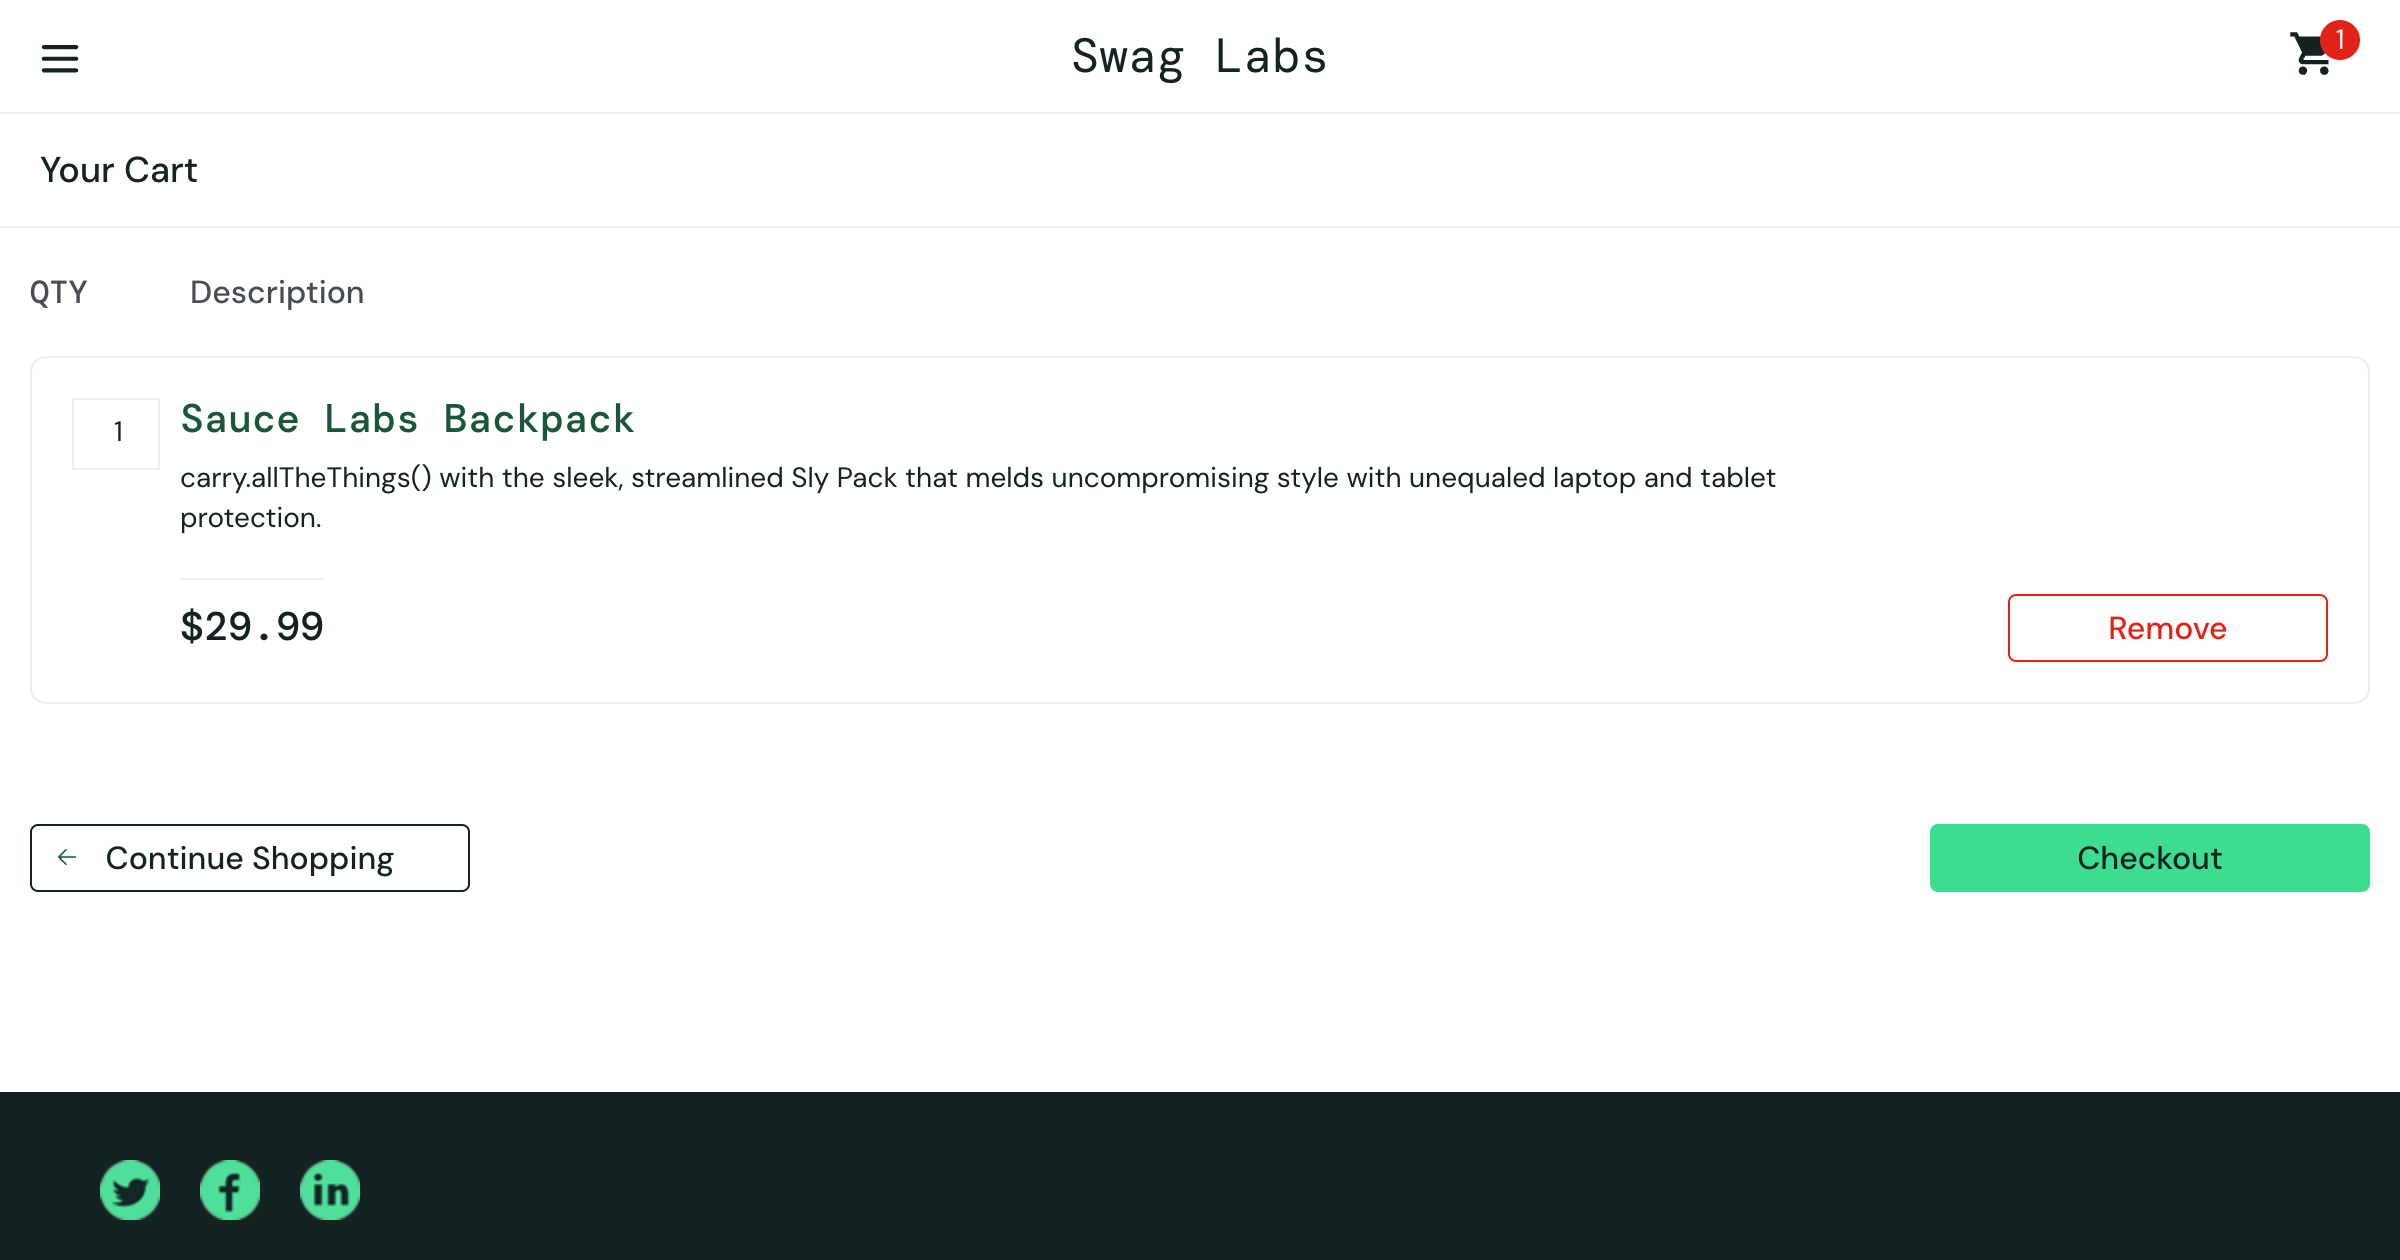 Swag Labs
1
Your Cart
QTY Description
1
Sauce Labs Backpack
carry.allTheThings() with the sleek, streamlined Sly Pack that melds uncompromising style with unequaled laptop and tablet
protection.
$29.99
Remove
Continue Shopping
Checkout